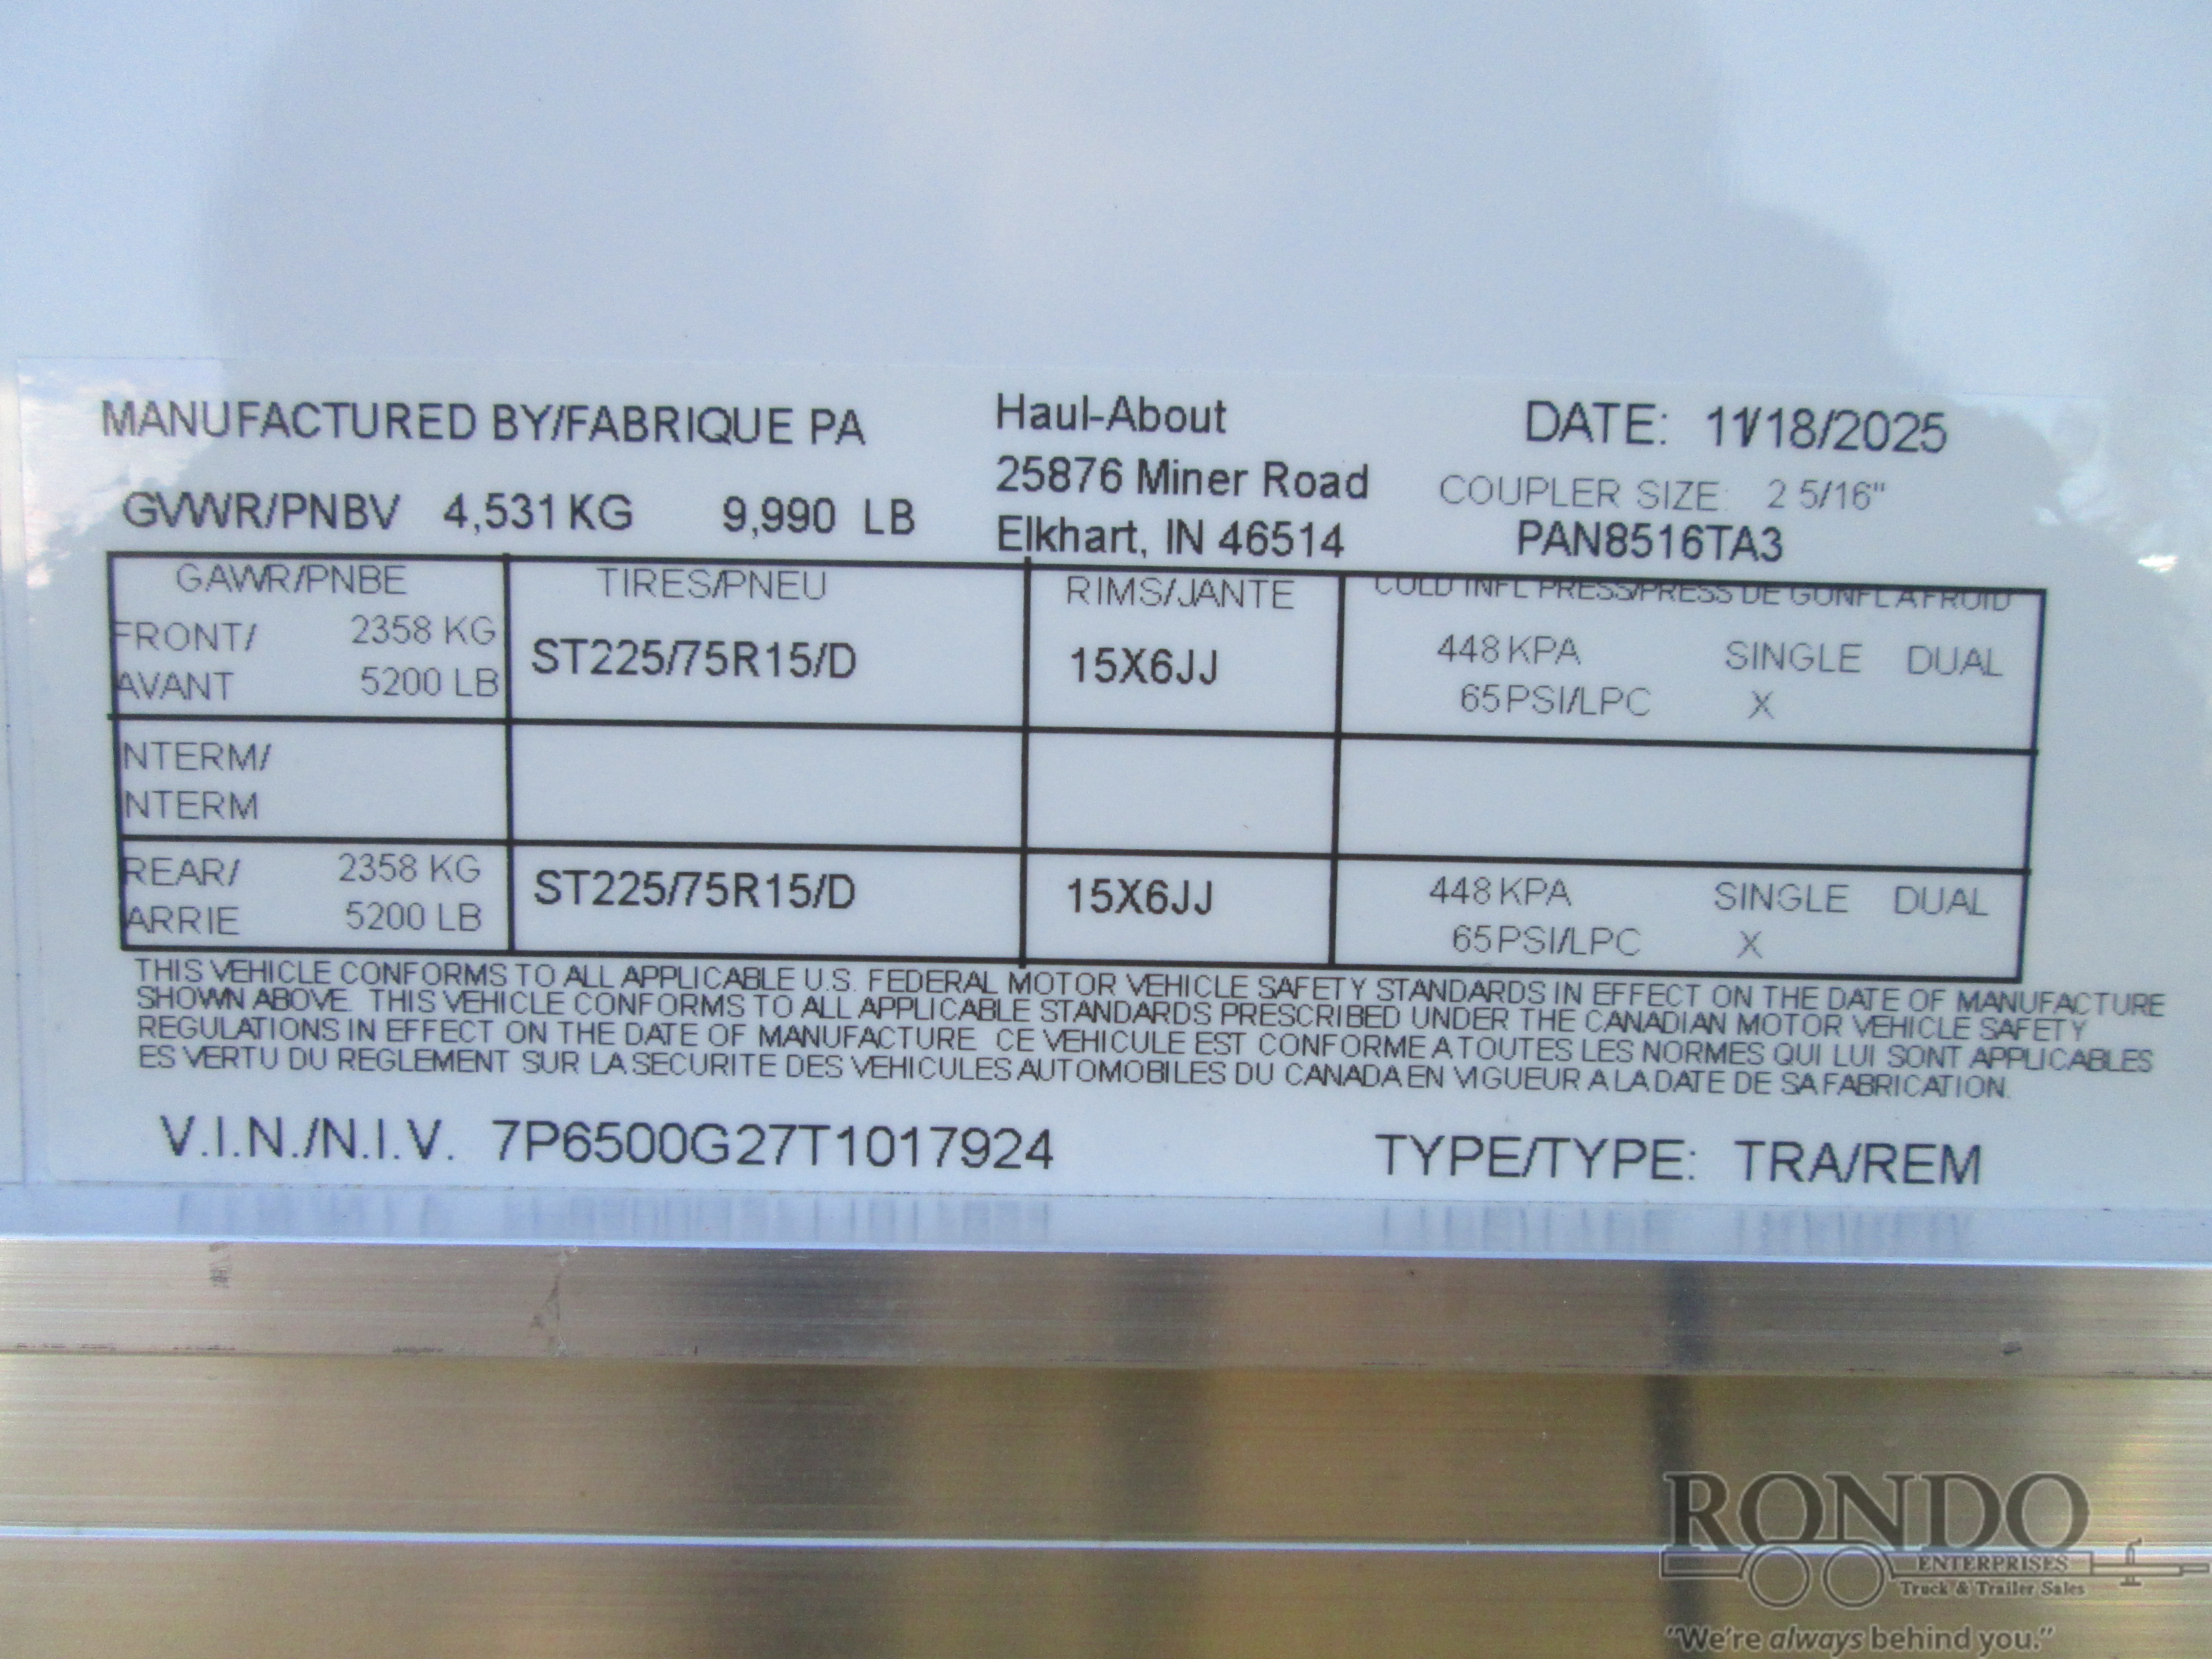 MANUFACTURED BY/FABRIQUE PA
Haul-About
25876 Miner Road
Elkhart, IN 46514
DATE: 11/18/2025
COUPLER SIZE: 2 5/16"
PAN8516TA3
GVWR/PNBV 4,531 KG 9,990 LB
GAWR/PNBE TIRES/PNEU RIMS/JANTE COLD INFL PRESS/PRESS DE GONFL A FROID
FRONT/ 2358 KG ST225/75R15/D 15X6JJ 448 KPA SINGLE DUAL
AVANT 5200 LB 65 PSI/LPC X
NTERM/
NTERM
REAR/ 2358 KG ST225/75R15/D 15X6JJ 448 KPA SINGLE DUAL
ARRIE 5200 LB 65 PSI/LPC X
THIS VEHICLE CONFORMS TO ALL APPLICABLE U.S. FEDERAL MOTOR VEHICLE SAFETY STANDARDS IN EFFECT ON THE DATE OF MANUFACTURE
SHOWN ABOVE. THIS VEHICLE CONFORMS TO ALL APPLICABLE STANDARDS PRESCRIBED UNDER THE CANADIAN MOTOR VEHICLE SAFETY
REGULATIONS IN EFFECT ON THE DATE OF MANUFACTURE. CE VEHICULE EST CONFORME A TOUTES LES NORMES QUI LUI SONT APPLICABLES
ES VERTU DU REGLEMENT SUR LA SECURITE DES VEHICULES AUTOMOBILES DU CANADA EN VIGUEUR A LA DATE DE SA FABRICATION.
V.I.N./N.I.V. 7P6500G27T1017924 TYPE/TYPE: TRA/REM
RONDO
ENTERPRISES
Truck & Trailer Sales
"We're always behind you."